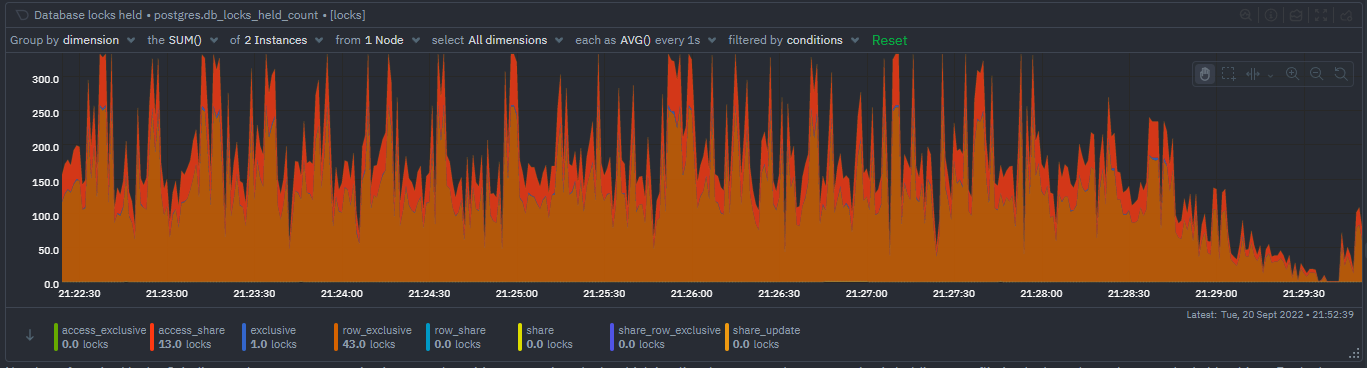 Database locks held • postgres.db_locks_held_count • [locks]
Group by dimension the SUM() of 2 Instances from 1 Node select All dimensions each as AVG() every 1s filtered by conditions Reset
300.0
250.0
200.0
150.0
100.0
50.0
0.0
21:22:30 21:23:00 21:23:30 21:24:00 21:24:30 21:25:00 21:25:30 21:26:00 21:26:30 21:27:00 21:27:30 21:28:00 21:28:30 21:29:00 21:29:30
Latest: Tue, 20 Sept 2022 • 21:52:39
access_exclusive access_share exclusive row_exclusive row_share share share_row_exclusive share_update
0.0 locks 13.0 locks 1.0 locks 43.0 locks 0.0 locks 0.0 locks 0.0 locks 0.0 locks